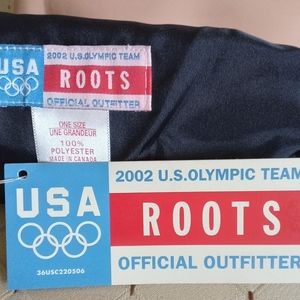 USA
2002 U.S.OLYMPIC TEAM
ROOTS
OFFICIAL OUTFITTER
ONE SIZE
UNE GRANDEUR
100%
POLYESTER
MADE IN CANADA
USA
36USC220506
2002 U.S.OLYMPIC TEAM
ROOTS
OFFICIAL OUTFITTER